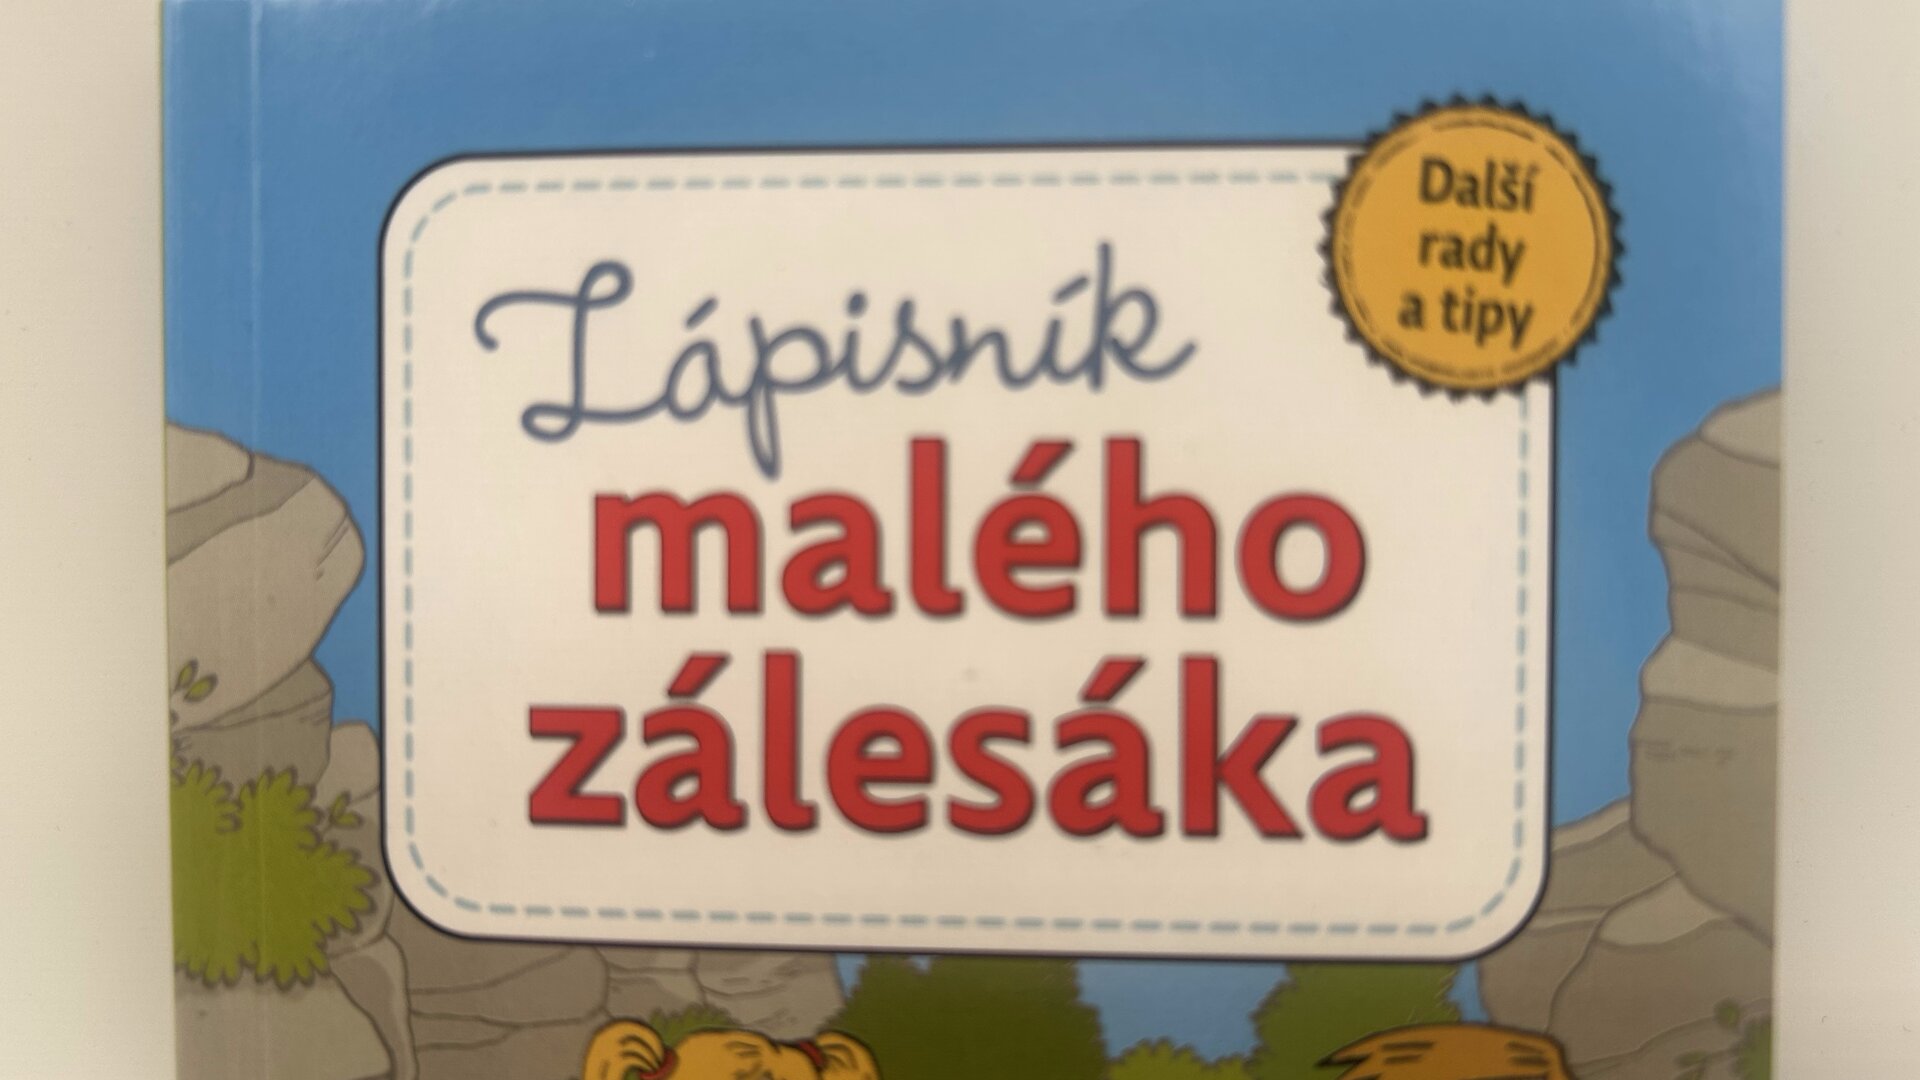 Zápisník
malého
zálesáka
Další
rady
a tipy